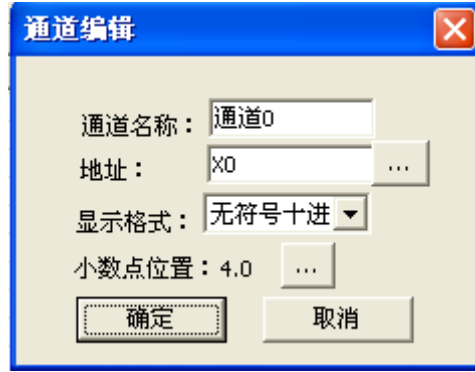 通道编辑
通道名称：通道0
地址：X0 ...
显示格式：无符号十进
小数点位置：4.0 ...
确定 取消